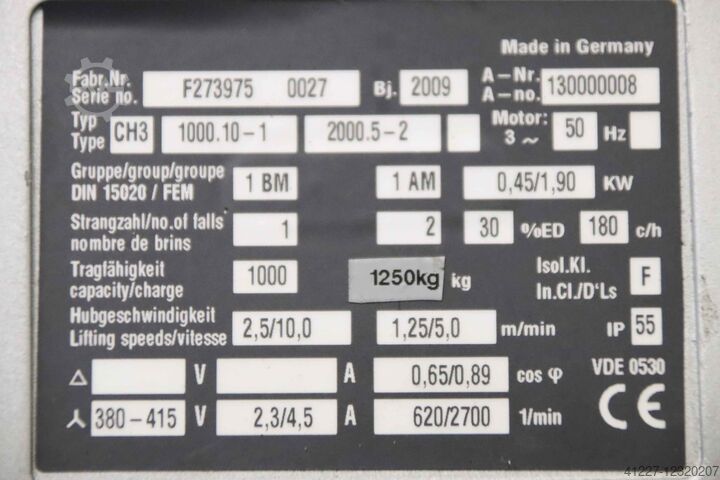 Made in Germany
Fabr.Nr. F273975 0027 Bj. 2009 A-Nr. 130000008
Serie no. A-no.
Typ CH3 1000.10-1 2000.5-2 Motor: 50 Hz
Type 3 ~
Gruppe/group/groupe 1 BM 1 AM 0,45/1,90 KW
DIN 15020 / FEM
Strangzahl/no.of falls 1 2 30 %ED 180 c/h
nombre de brins
Tragfähigkeit 1000 1250kg kg Isol.Kl. F
capacity/charge In.Cl./D'Ls
Hubgeschwindigkeit 2,5/10,0 1,25/5,0 m/min IP 55
Lifting speeds/vitesse
△ V A 0,65/0,89 cos φ VDE 0530
⅄ 380-415 V 2,3/4,5 A 620/2700 1/min CE
41227-12320207